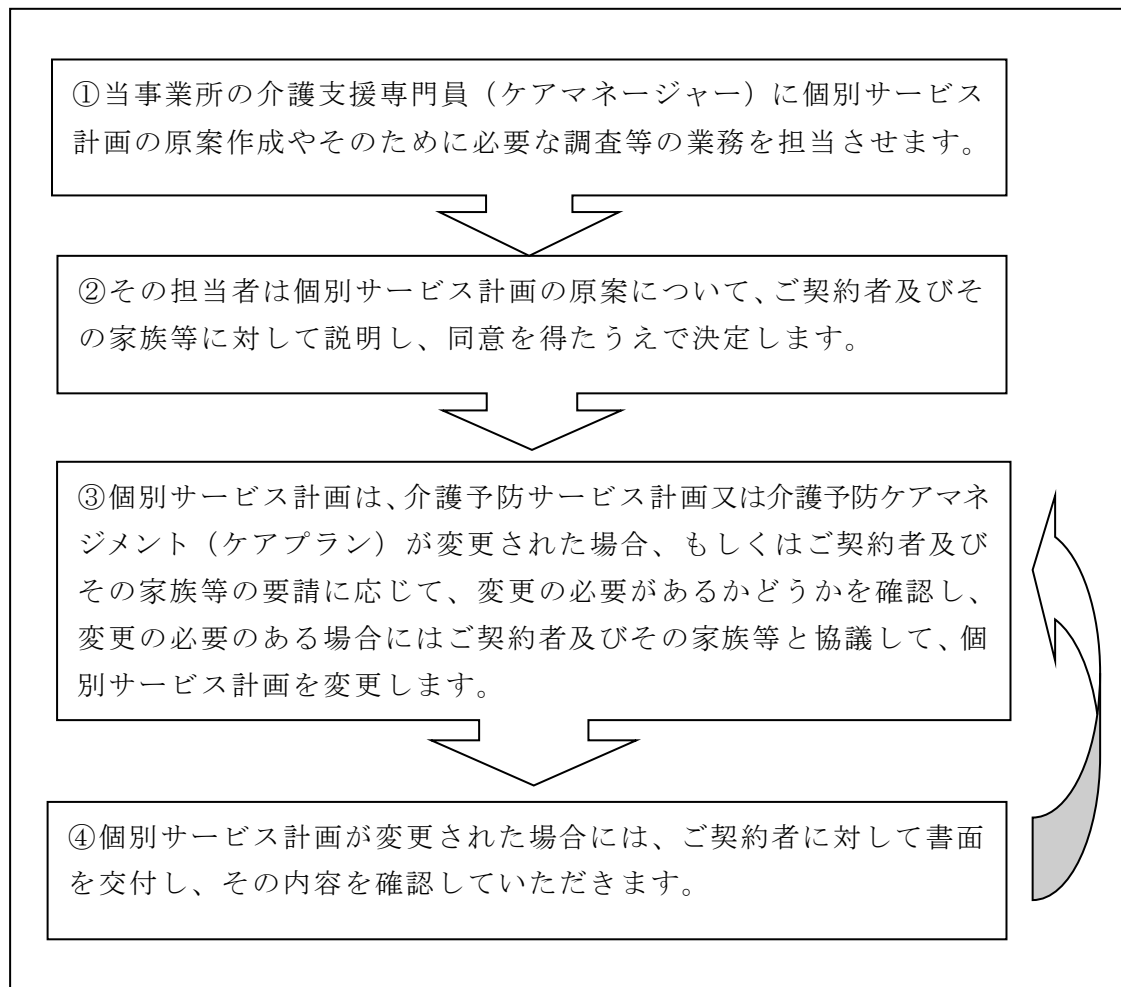 ①当事業所の介護支援専門員（ケアマネージャー）に個別サービス
計画の原案作成やそのために必要な調査等の業務を担当させます。
②その担当者は個別サービス計画の原案について、ご契約者及びそ
の家族等に対して説明し、同意を得たうえで決定します。
③個別サービス計画は、介護予防サービス計画又は介護予防ケアマネ
ジメント（ケアプラン）が変更された場合、もしくはご契約者及び
その家族等の要請に応じて、変更の必要があるかどうかを確認し、
変更の必要のある場合にはご契約者及びその家族等と協議して、個
別サービス計画を変更します。
④個別サービス計画が変更された場合には、ご契約者に対して書面
を交付し、その内容を確認していただきます。